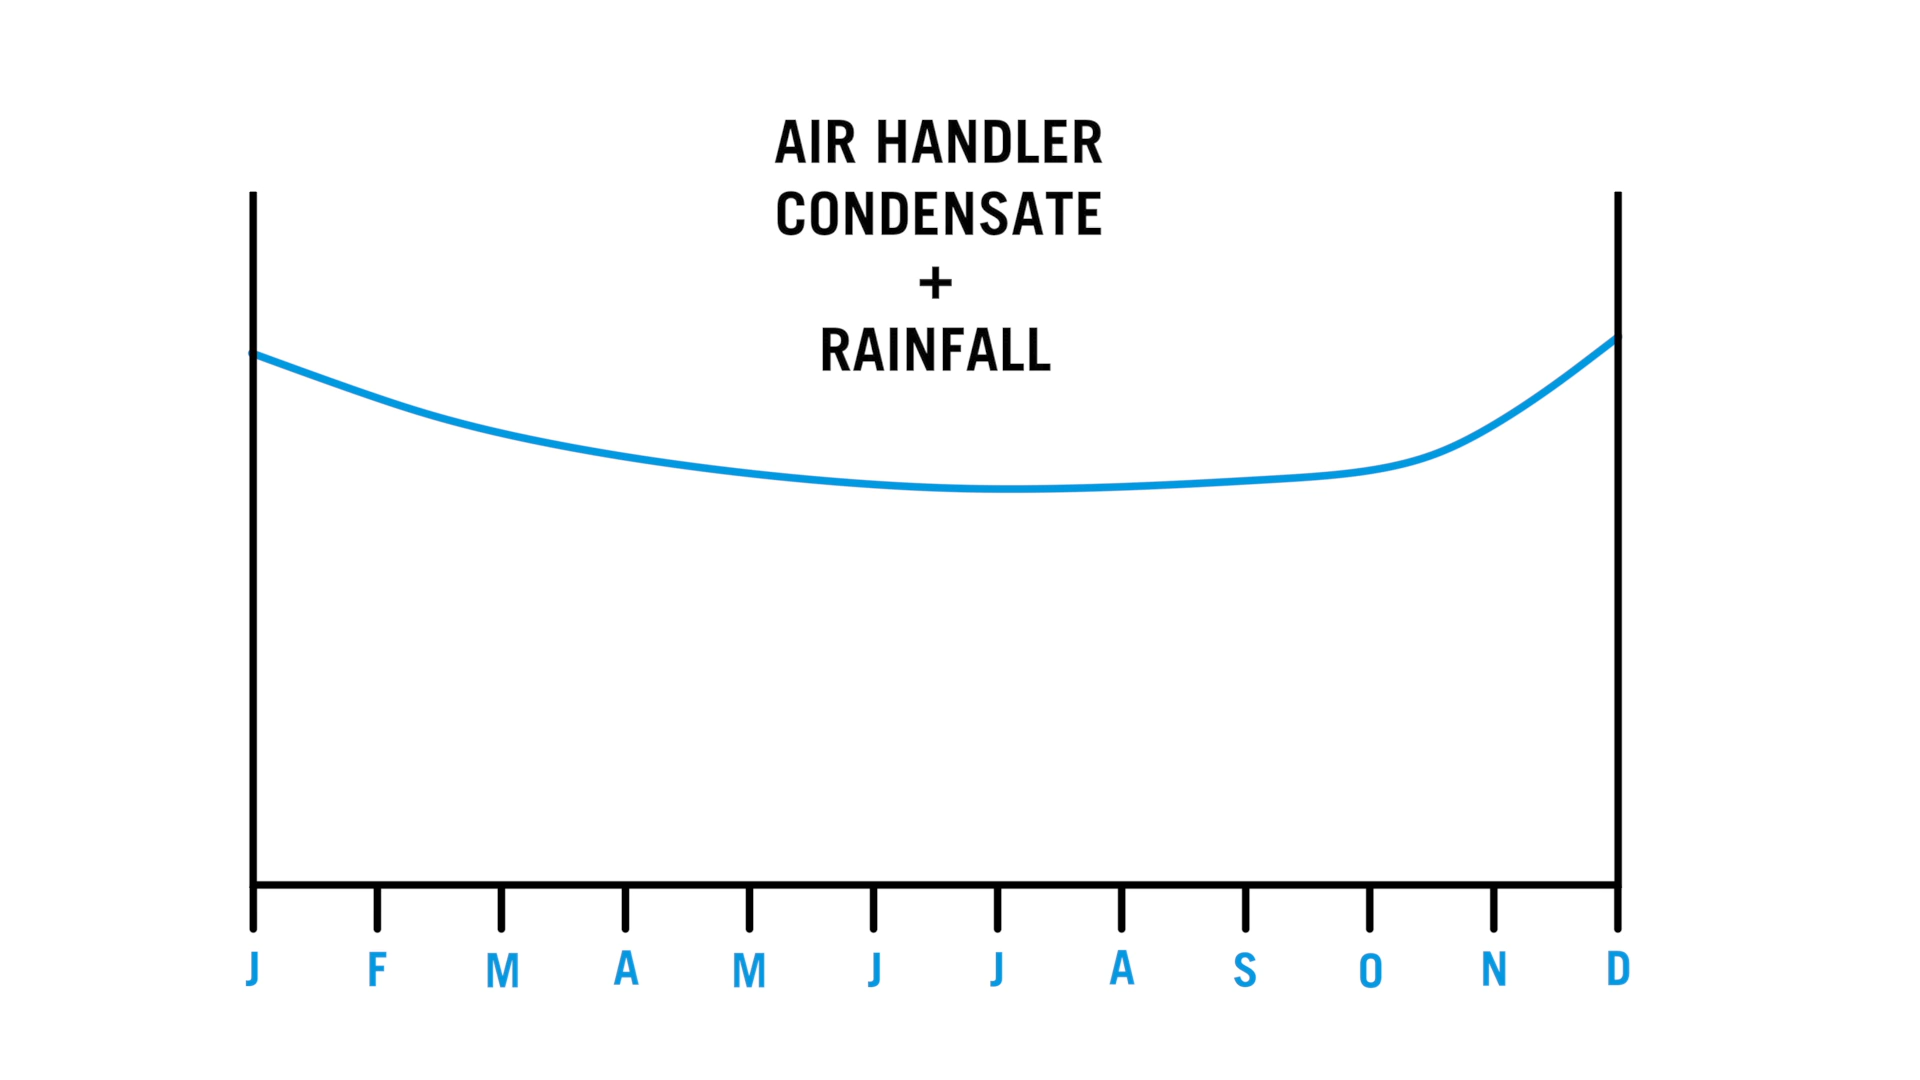 AIR HANDLER
CONDENSATE
+
RAINFALL
J F M A M J J A S O N D